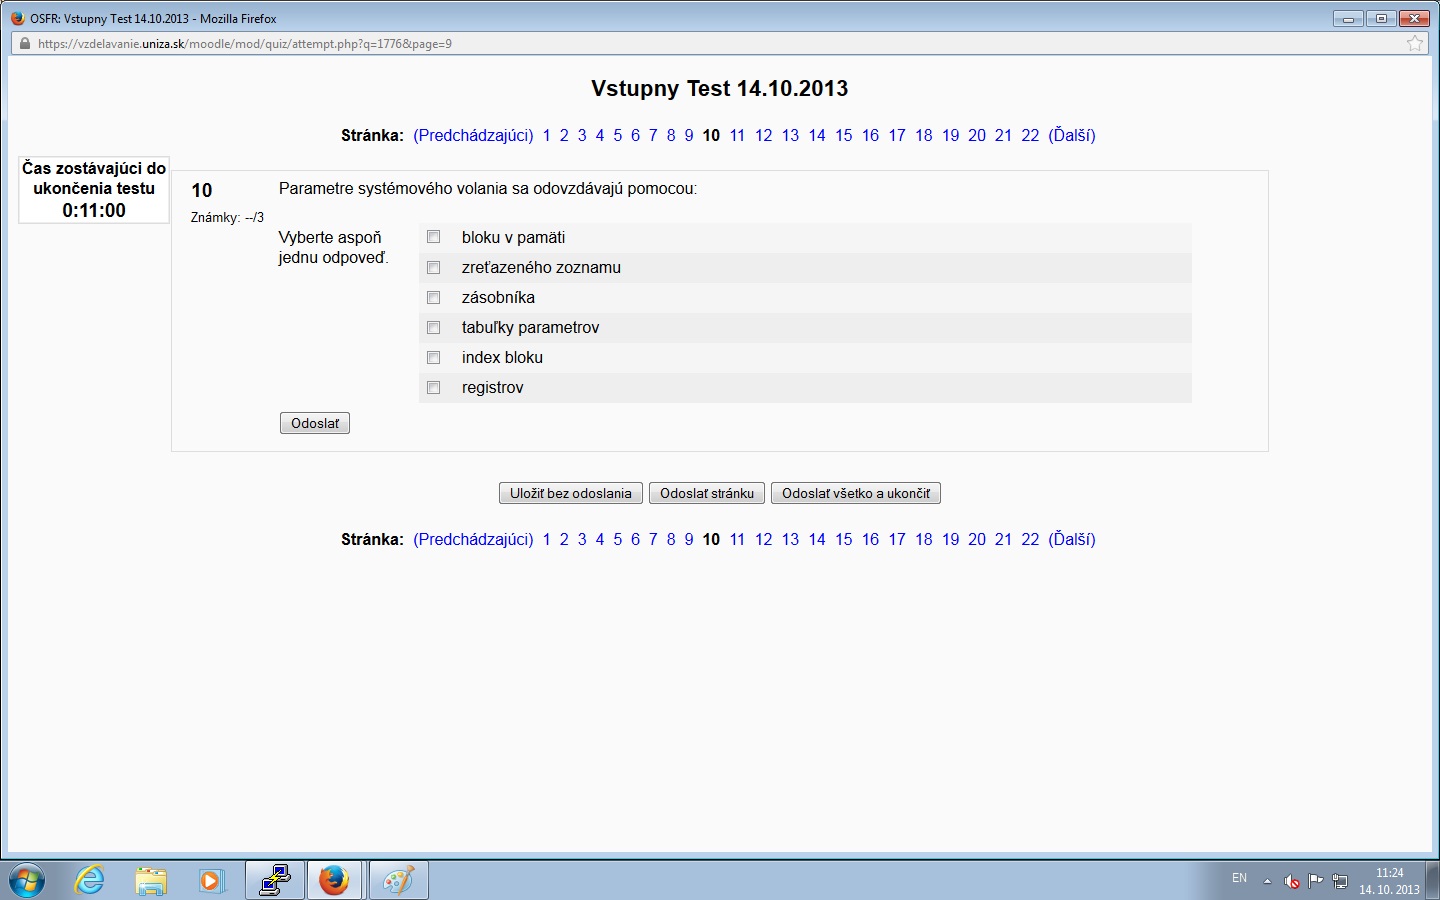 OSFR: Vstupny Test 14.10.2013 - Mozilla Firefox
https://vzdelavanie.uniza.sk/moodle/mod/quiz/attempt.php?q=1776&page=9
Vstupny Test 14.10.2013
Stránka: (Predchádzajúci) 1 2 3 4 5 6 7 8 9 10 11 12 13 14 15 16 17 18 19 20 21 22 (Ďalší)
Čas zostávajúci do
ukončenia testu
0:11:00
10
Známky: --/3
Parametre systémového volania sa odovzdávajú pomocou:
Vyberte aspoň
jednu odpoveď.
bloku v pamäti
zreťazeného zoznamu
zásobníka
tabuľky parametrov
index bloku
registrov
Odoslať
Uložiť bez odoslania Odoslať stránku Odoslať všetko a ukončiť
Stránka: (Predchádzajúci) 1 2 3 4 5 6 7 8 9 10 11 12 13 14 15 16 17 18 19 20 21 22 (Ďalší)
EN
11:24
14. 10. 2013